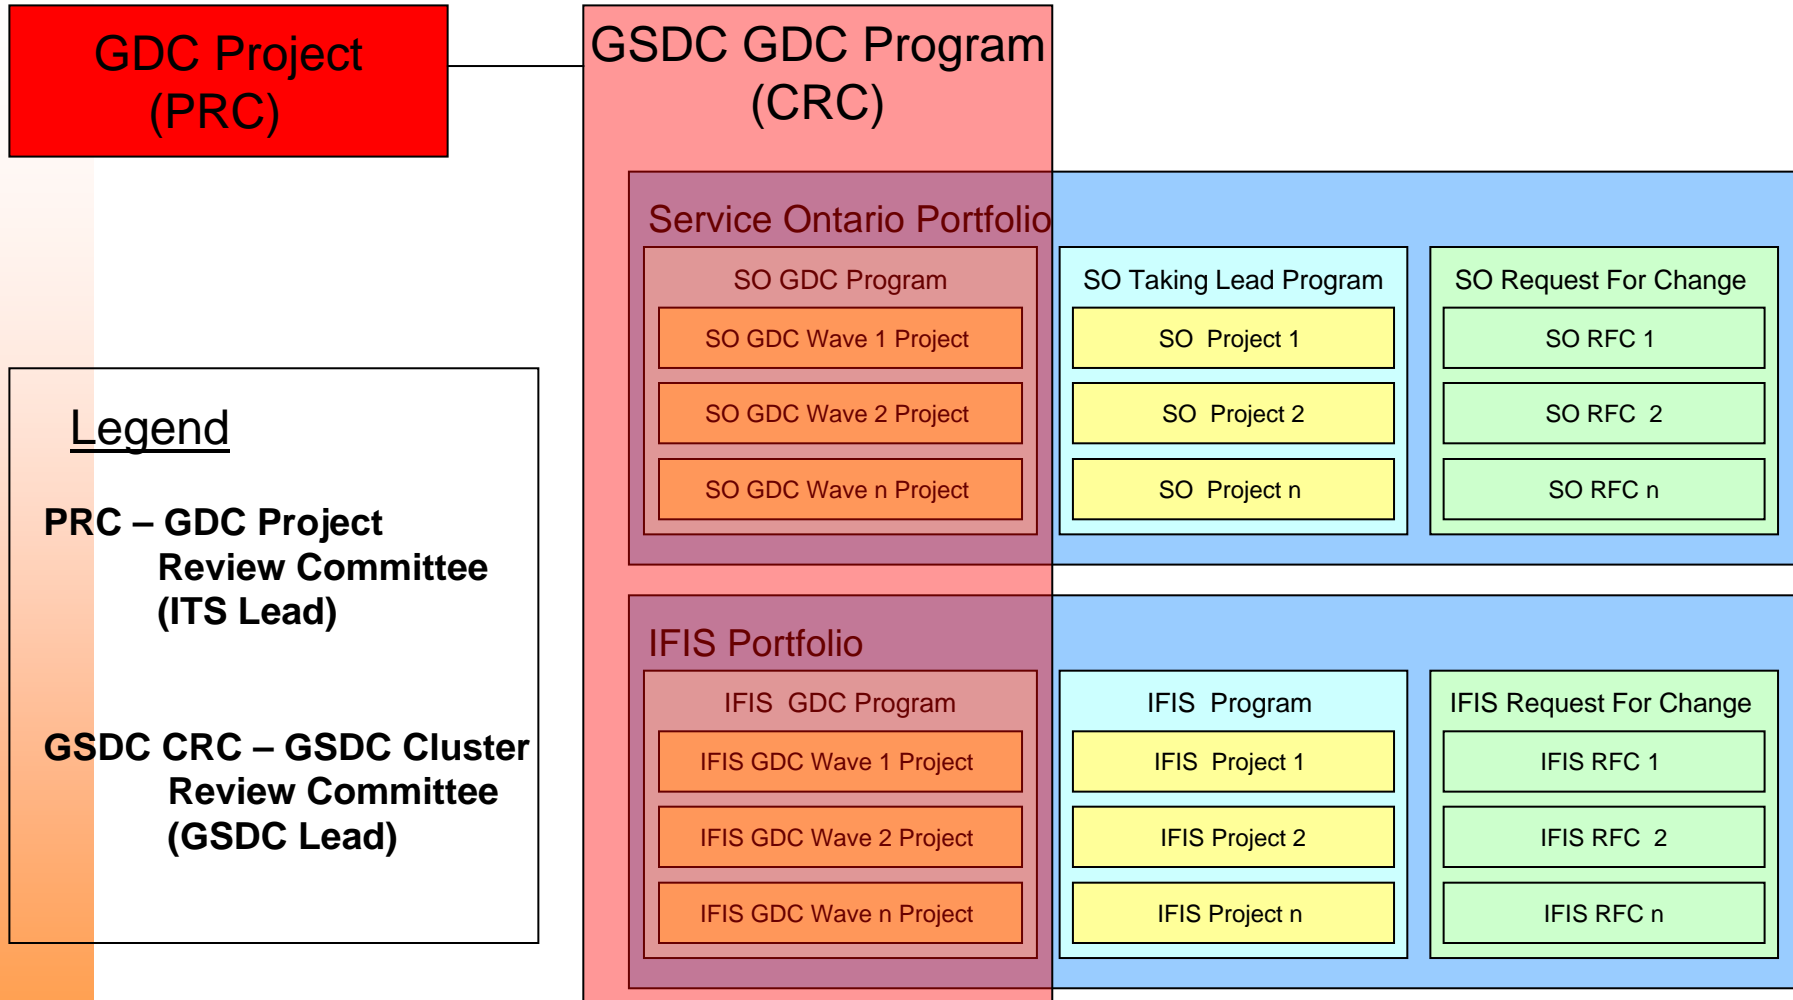 GDC Project
(PRC)
GSDC GDC Program
(CRC)
Service Ontario Portfolio
SO GDC Program
SO GDC Wave 1 Project
SO GDC Wave 2 Project
SO GDC Wave n Project
SO Taking Lead Program
SO Project 1
SO Project 2
SO Project n
SO Request For Change
SO RFC 1
SO RFC 2
SO RFC n
Legend
PRC – GDC Project
Review Committee
(ITS Lead)
GSDC CRC – GSDC Cluster
Review Committee
(GSDC Lead)
IFIS Portfolio
IFIS GDC Program
IFIS GDC Wave 1 Project
IFIS GDC Wave 2 Project
IFIS GDC Wave n Project
IFIS Program
IFIS Project 1
IFIS Project 2
IFIS Project n
IFIS Request For Change
IFIS RFC 1
IFIS RFC 2
IFIS RFC n